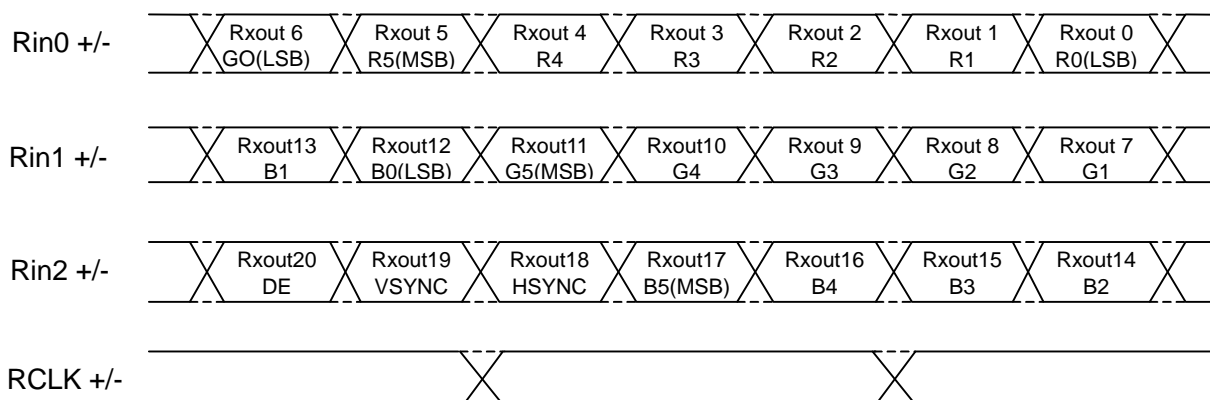 Rin0 +/-
Rxout 6 Rxout 5 Rxout 4 Rxout 3 Rxout 2 Rxout 1 Rxout 0
GO(LSB) R5(MSB) R4 R3 R2 R1 R0(LSB)
Rin1 +/-
Rxout13 Rxout12 Rxout11 Rxout10 Rxout 9 Rxout 8 Rxout 7
B1 B0(LSB) G5(MSB) G4 G3 G2 G1
Rin2 +/-
Rxout20 Rxout19 Rxout18 Rxout17 Rxout16 Rxout15 Rxout14
DE VSYNC HSYNC B5(MSB) B4 B3 B2
RCLK +/-